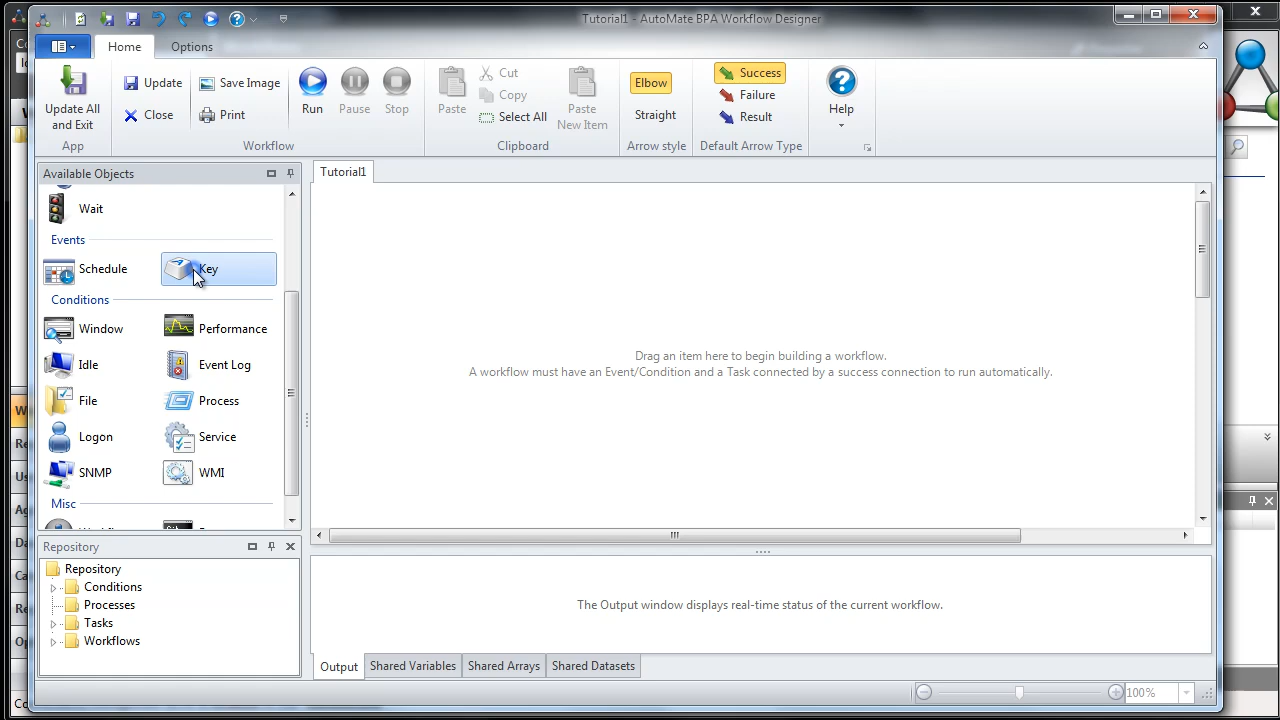 Tutorial1 - AutoMate BPA Workflow Designer
Home
Options
Update All and Exit
Update
Close
Save Image
Print
Run
Pause
Stop
Paste
Cut
Copy
Select All
Paste New Item
Elbow
Straight
Success
Failure
Result
Help
App
Workflow
Clipboard
Arrow style
Default Arrow Type
Available Objects
Wait
Events
Schedule
Key
Conditions
Window
Performance
Idle
Event Log
File
Process
Logon
Service
SNMP
WMI
Misc
Tutorial1
Drag an item here to begin building a workflow.
A workflow must have an Event/Condition and a Task connected by a success connection to run automatically.
Repository
Repository
Conditions
Processes
Tasks
Workflows
The Output window displays real-time status of the current workflow.
Output
Shared Variables
Shared Arrays
Shared Datasets
100%